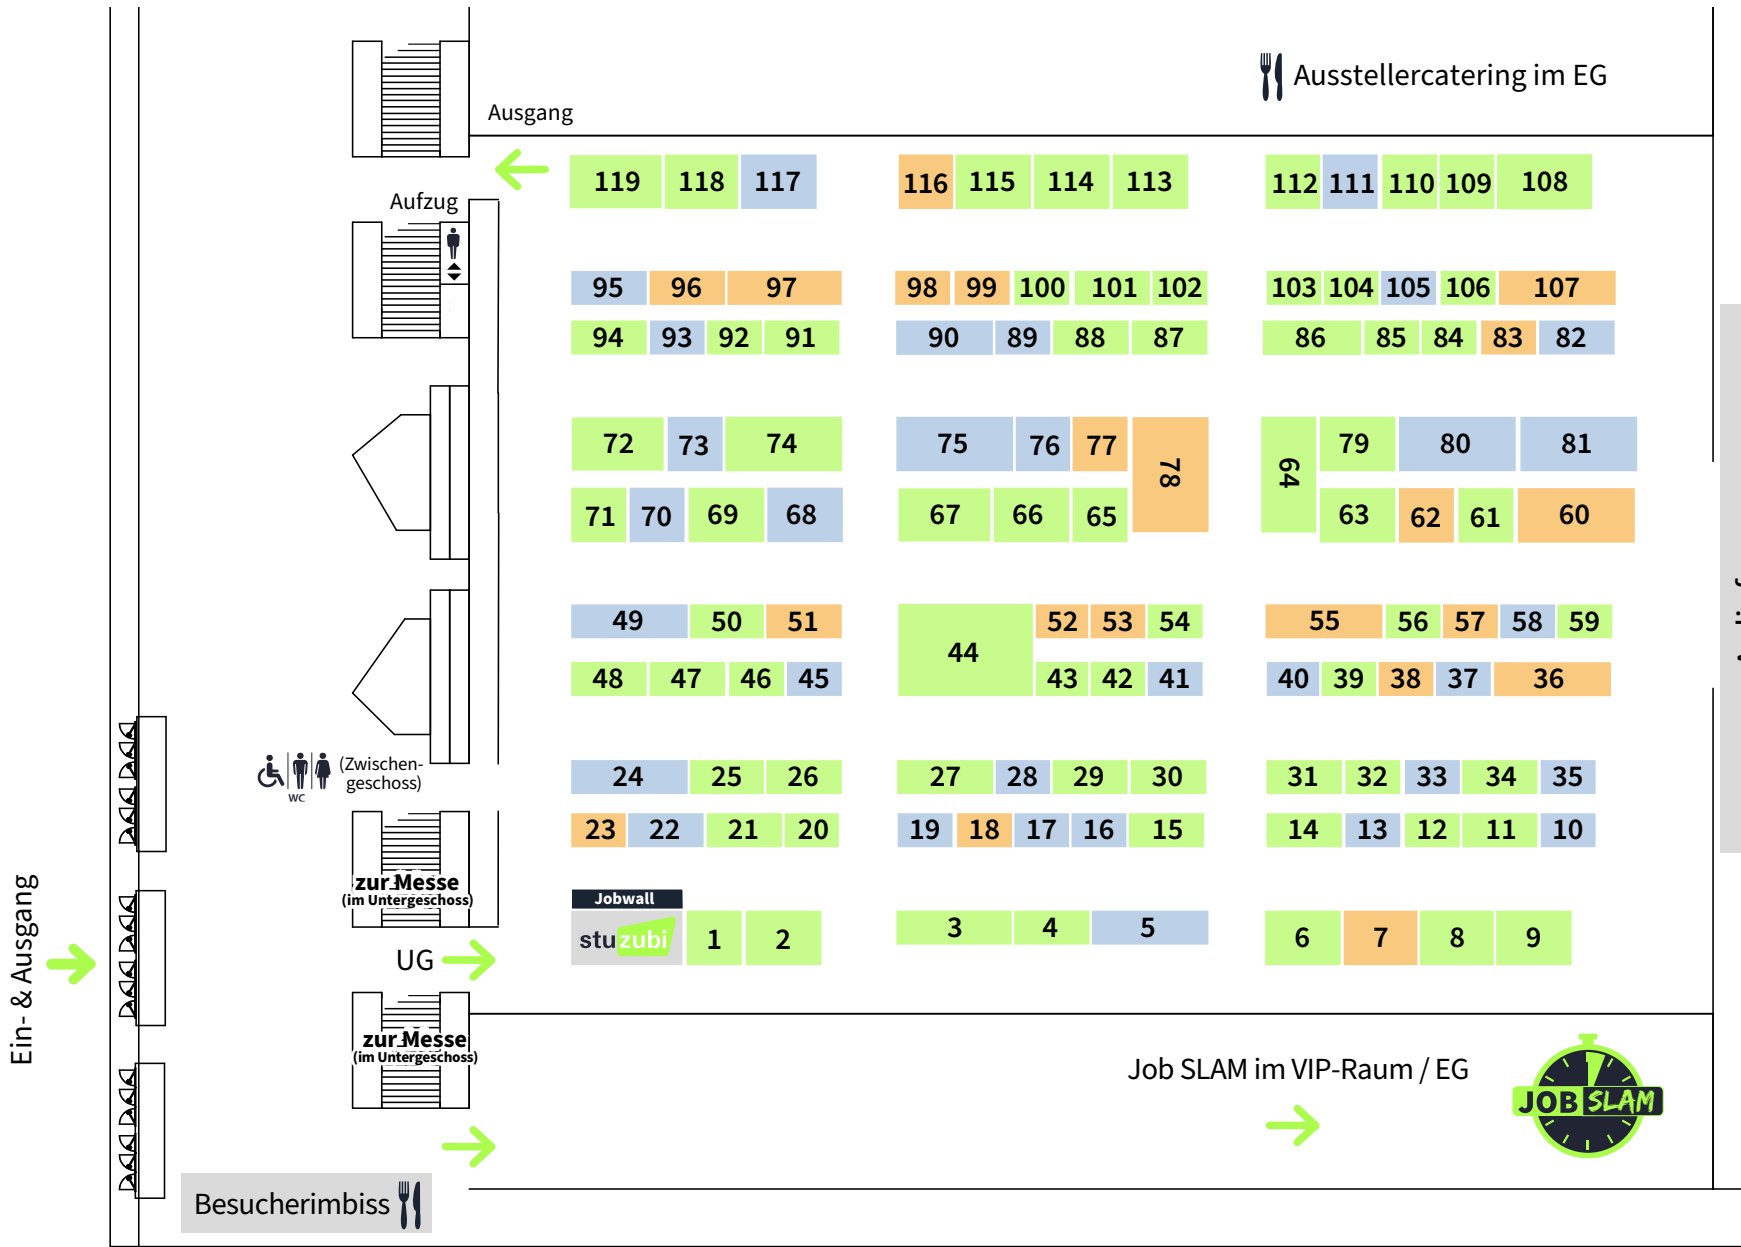 Ausstellercatering im EG
Ausgang
119 118 117 116 115 114 113 112 111 110 109 108
Aufzug
95 96 97 98 99 100 101 102 103 104 105 106 107
94 93 92 91 90 89 88 87 86 85 84 83 82
72 73 74 75 76 77 78 64 79 80 81
71 70 69 68 67 66 65 63 62 61 60
49 50 51 44 52 53 54 55 56 57 58 59
48 47 46 45 43 42 41 40 39 38 37 36
(Zwischen-
geschoss)
WC
24 25 26 27 28 29 30 31 32 33 34 35
23 22 21 20 19 18 17 16 15 14 13 12 11 10
zur Messe
(im Untergeschoss)
Jobwall
stuzubi 1 2 3 4 5 6 7 8 9
UG
Ein- & Ausgang
zur Messe
(im Untergeschoss)
Job SLAM im VIP-Raum / EG
JOB SLAM
Besucherimbiss